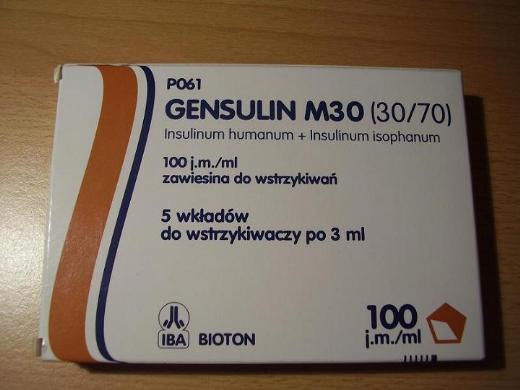 P061
GENSULIN M30 (30/70)
Insulinum humanum + Insulinum isophanum
100 j.m./ml
zawiesina do wstrzykiwań
5 wkładów
do wstrzykiwaczy po 3 ml
IBA BIOTON
100
j.m./ml